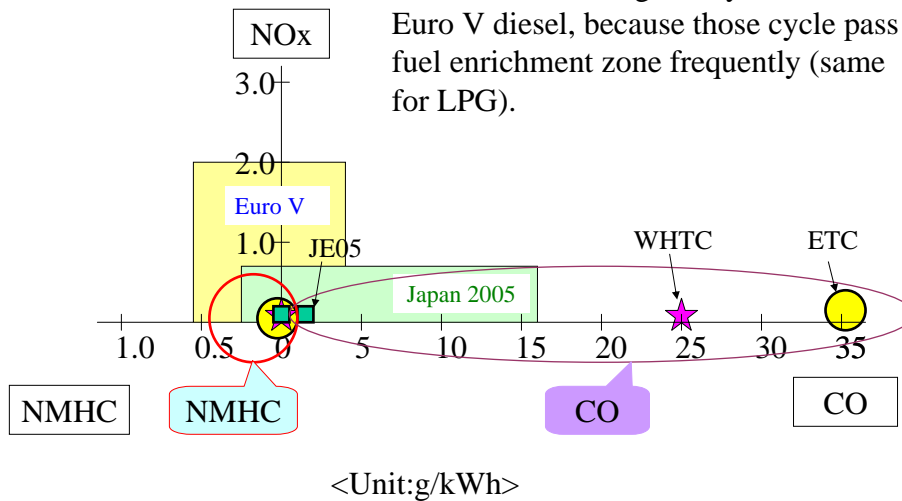 NOx
Euro V diesel, because those cycle pass
fuel enrichment zone frequently (same
for LPG).
3.0
2.0
Euro V
1.0
JE05
WHTC
ETC
Japan 2005
1.0
0.5
0
5
10
15
20
25
30
35
NMHC
NMHC
CO
CO
<Unit:g/kWh>